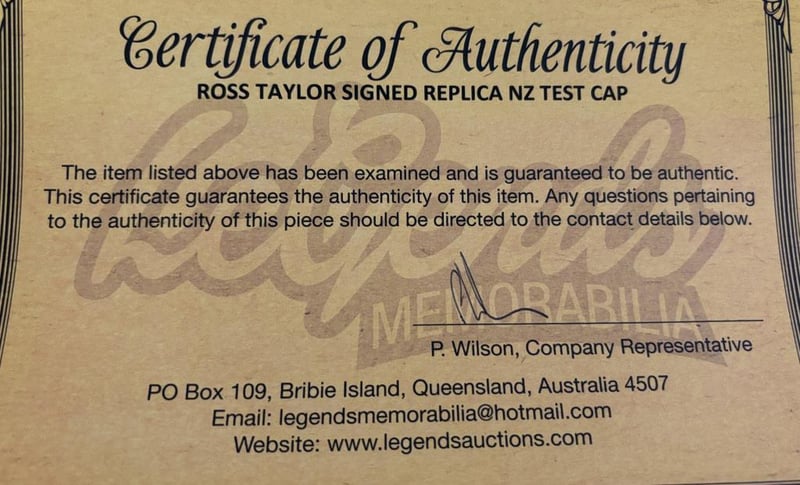 Certificate of Authenticity
ROSS TAYLOR SIGNED REPLICA NZ TEST CAP
Legends
The item listed above has been examined and is guaranteed to be authentic.
This certificate guarantees the authenticity of this item. Any questions pertaining
to the authenticity of this piece should be directed to the contact details below.
MEMORABILIA
P. Wilson, Company Representative
PO Box 109, Bribie Island, Queensland, Australia 4507
Email: legendsmemorabilia@hotmail.com
Website: www.legendsauctions.com